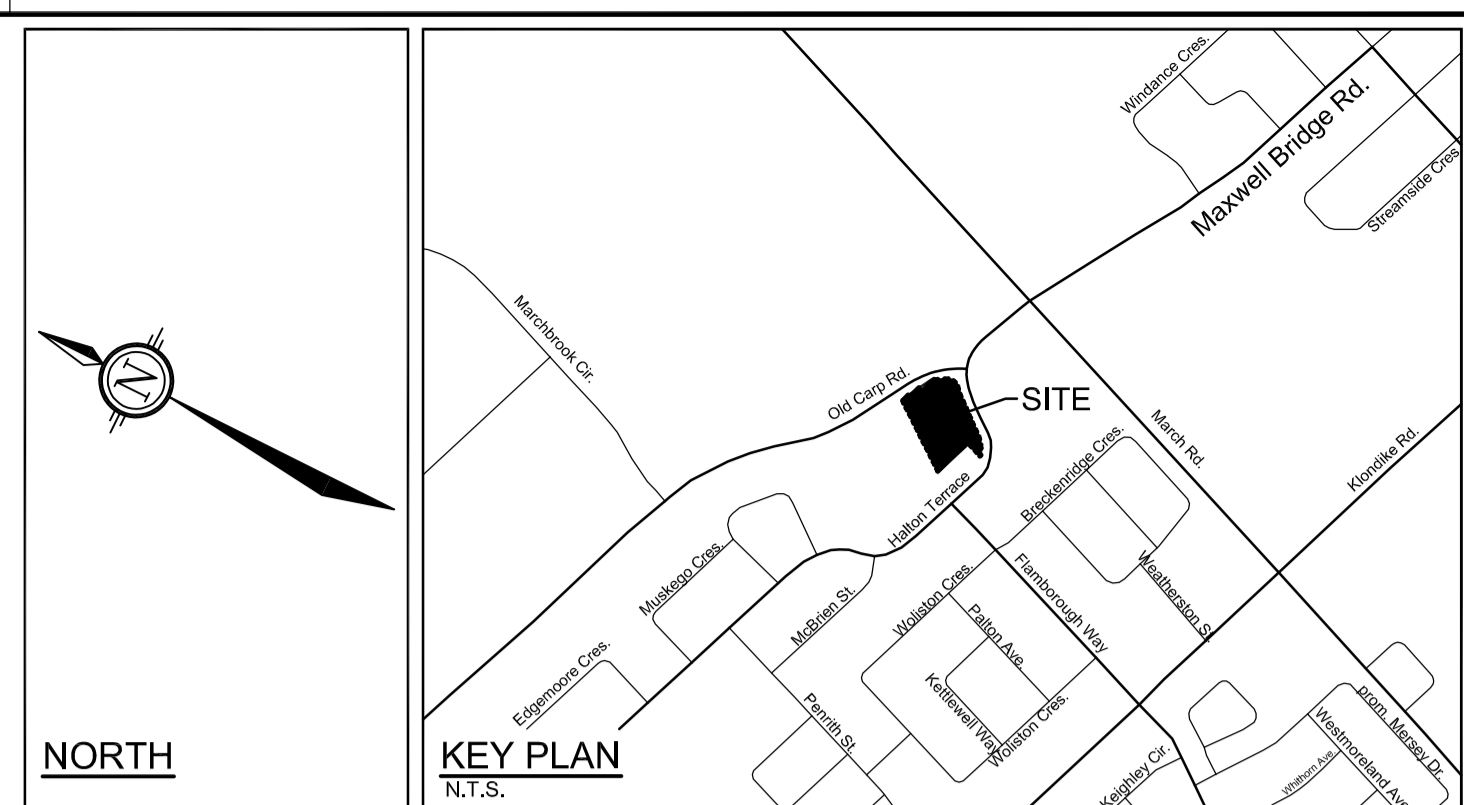 N
NORTH
Windance Cres.
Maxwell Bridge Rd.
Streamside Cres.
Marchbrook Cir.
Old Carp Rd.
SITE
March Rd.
Klondike Rd.
Breckenridge Cres.
Halton Terrace
Flamborough Way
Weatherston St.
Muskego Cres.
McBrien St.
Woliston Cres.
Palton Ave.
Kettlewell Way
Woliston Cres.
Edgemoore Cres.
Penrith St.
prom. Mersey Dr.
Westmoreland Av
Whithorn Ave.
Keighley Cir.
KEY PLAN
N.T.S.